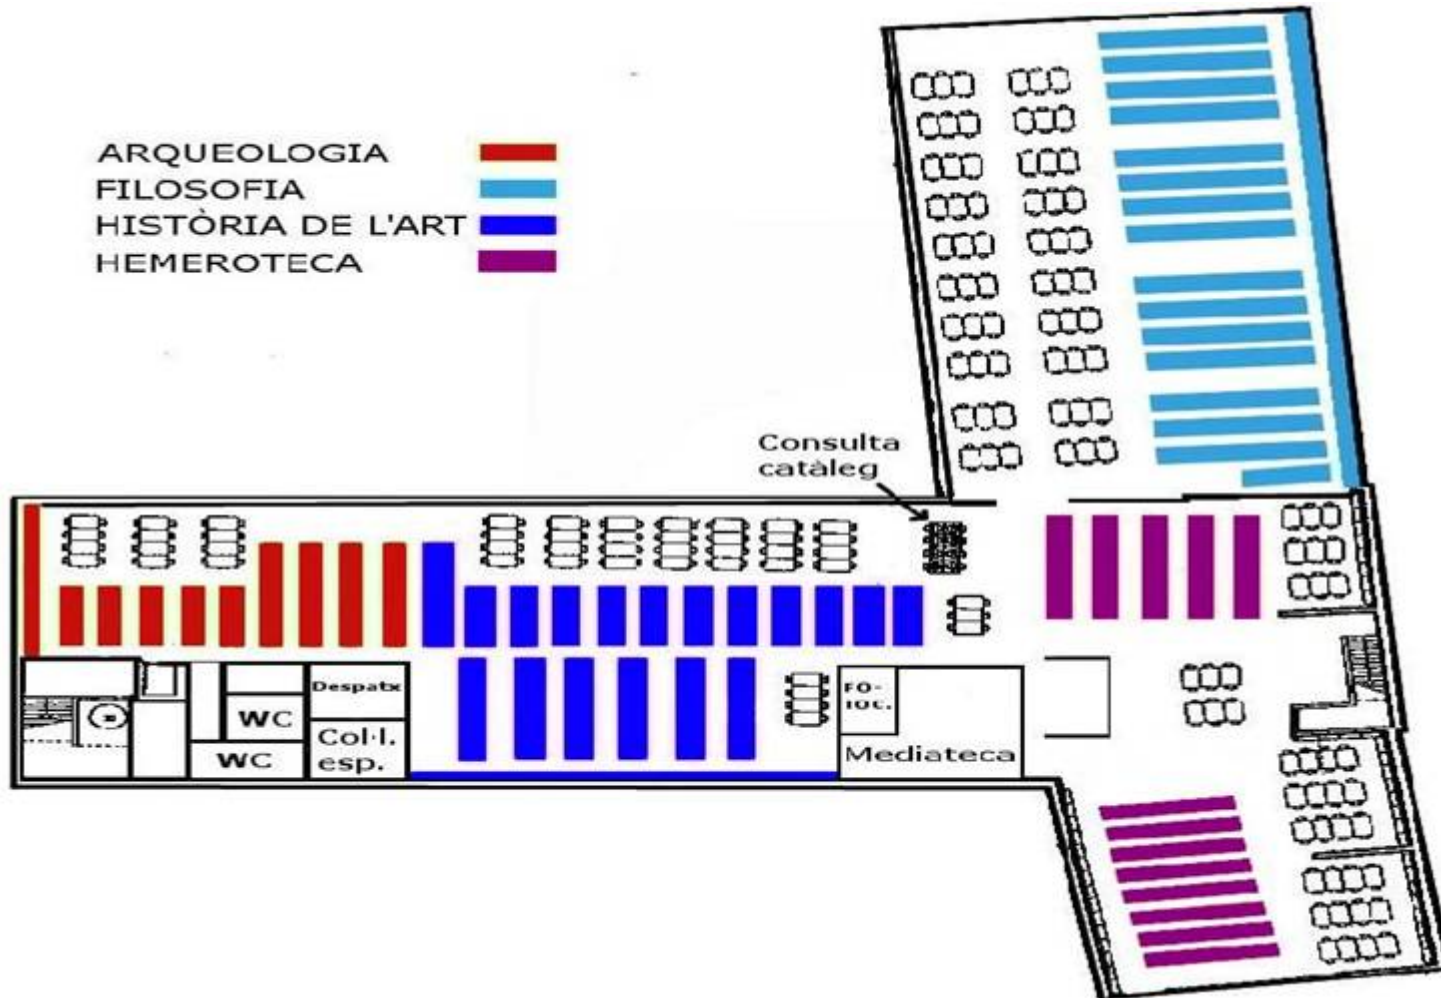 ARQUEOLOGIA
FILOSOFIA
HISTÒRIA DE L'ART
HEMEROTECA
Consulta
catàleg
Despatx
WC
WC
Col·l.
esp.
FO-
TOC.
Mediateca